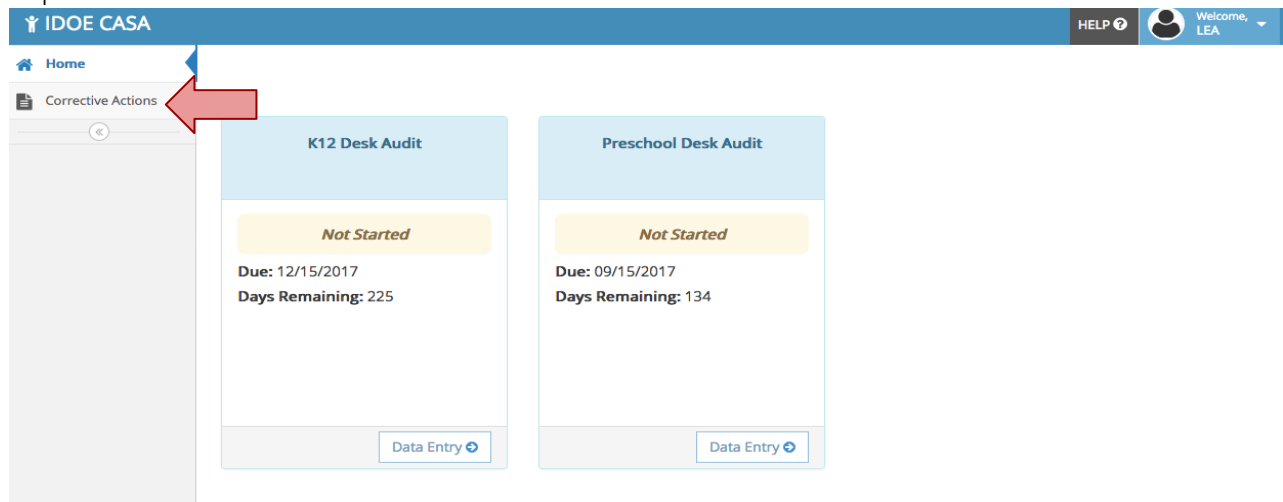 IDOE CASA
HELP
Welcome,
LEA
Home
Corrective Actions
K12 Desk Audit
Not Started
Due: 12/15/2017
Days Remaining: 225
Data Entry
Preschool Desk Audit
Not Started
Due: 09/15/2017
Days Remaining: 134
Data Entry